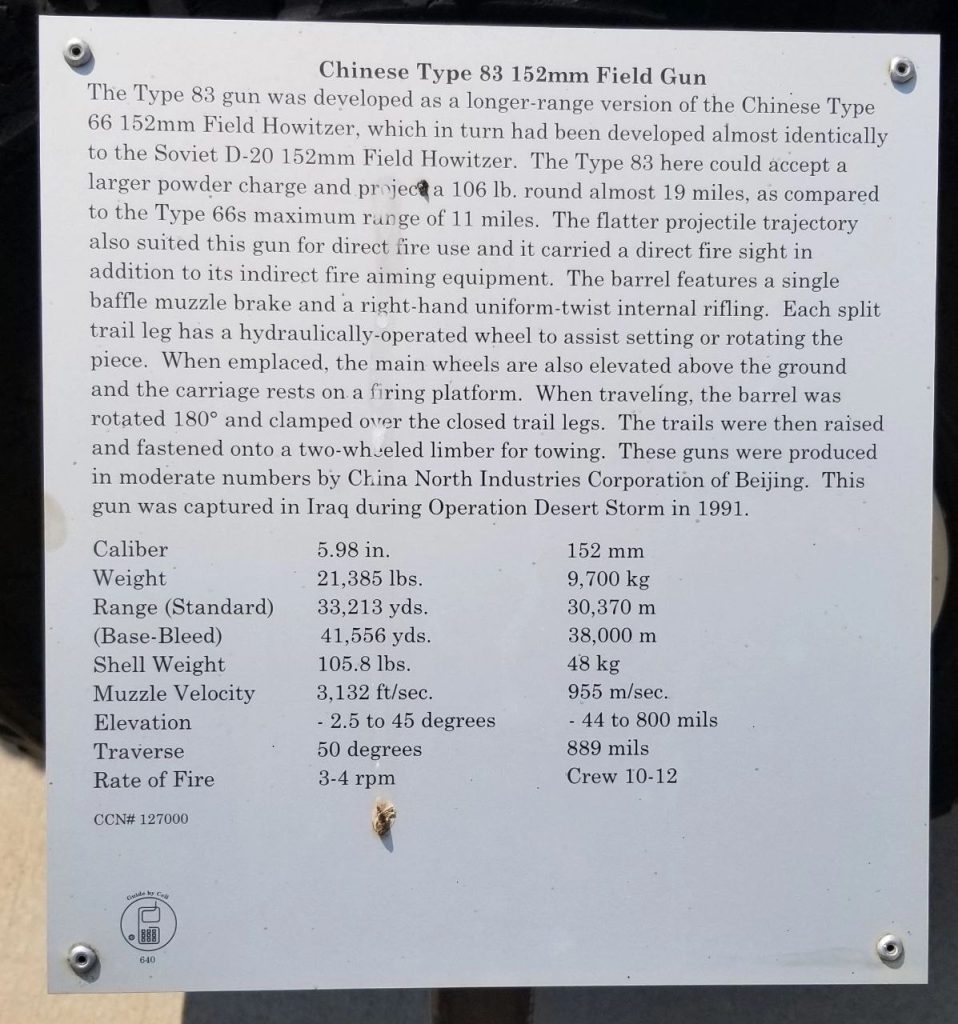 Chinese Type 83 152mm Field Gun
The Type 83 gun was developed as a longer-range version of the Chinese Type
66 152mm Field Howitzer, which in turn had been developed almost identically
to the Soviet D-20 152mm Field Howitzer. The Type 83 here could accept a
larger powder charge and project a 106 lb. round almost 19 miles, as compared
to the Type 66s maximum range of 11 miles. The flatter projectile trajectory
also suited this gun for direct fire use and it carried a direct fire sight in
addition to its indirect fire aiming equipment. The barrel features a single
baffle muzzle brake and a right-hand uniform-twist internal rifling. Each split
trail leg has a hydraulically-operated wheel to assist setting or rotating the
piece. When emplaced, the main wheels are also elevated above the ground
and the carriage rests on a firing platform. When traveling, the barrel was
rotated 180° and clamped over the closed trail legs. The trails were then raised
and fastened onto a two-wheeled limber for towing. These guns were produced
in moderate numbers by China North Industries Corporation of Beijing. This
gun was captured in Iraq during Operation Desert Storm in 1991.
Caliber 5.98 in. 152 mm
Weight 21,385 lbs. 9,700 kg
Range (Standard) 33,213 yds. 30,370 m
(Base-Bleed) 41,556 yds. 38,000 m
Shell Weight 105.8 lbs. 48 kg
Muzzle Velocity 3,132 ft/sec. 955 m/sec.
Elevation - 2.5 to 45 degrees - 44 to 800 mils
Traverse 50 degrees 889 mils
Rate of Fire 3-4 rpm Crew 10-12
CCN# 127000
Guide by Cell
640